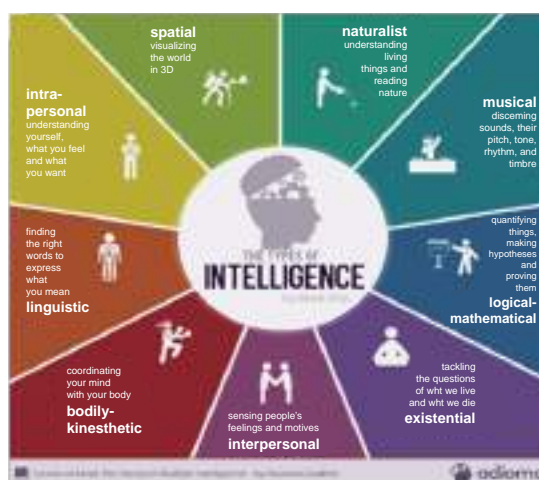 spatial
visualizing
the world
in 3D
naturalist
understanding
living
things and
reading
nature
musical
discerning
sounds, their
pitch, tone,
rhythm, and
timbre
quantifying
things,
making
hypotheses
and
proving
them
logical-
mathematical
tackling
the questions
of wht we live
and wht we die
existential
sensing people's
feelings and motives
interpersonal
coordinating
your mind
with your body
bodily-
kinesthetic
finding
the right
words to
express
what
you mean
linguistic
intra-
personal
understanding
yourself,
what you feel
and what
you want
THE TYPES OF
INTELLIGENCE
adioma